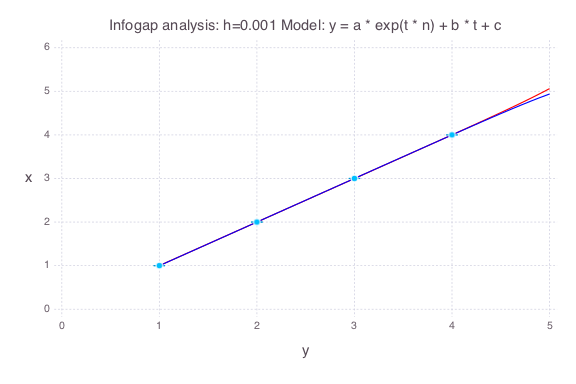 Infogap analysis: h=0.001 Model: y = a * exp(t * n) + b * t + c
6
5
4
x 3
2
1
0
0 1 2 3 4 5
y